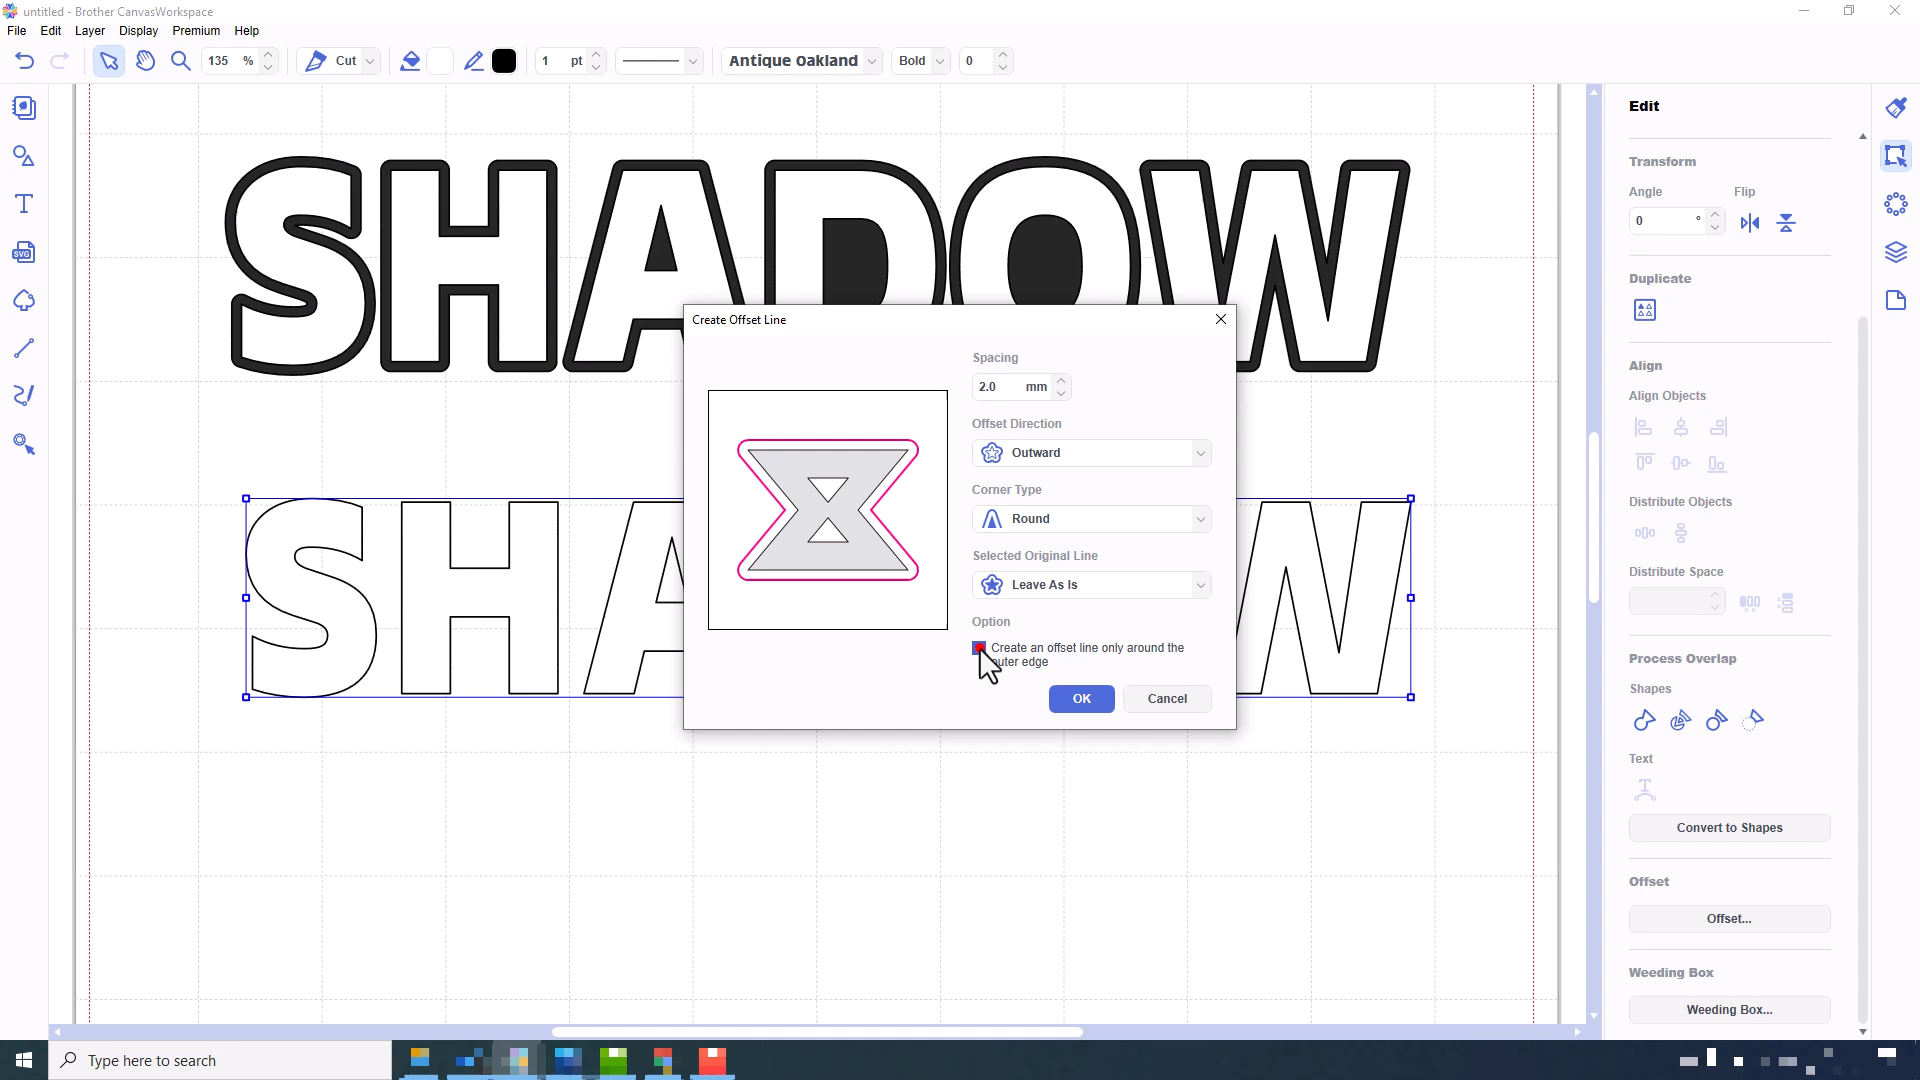 untitled - Brother CanvasWorkspace
File Edit Layer Display Premium Help
135 % Cut 1 pt Antique Oakland Bold 0
SHADOW
Edit
Transform
Angle Flip
0 °
Duplicate
Align
Align Objects
Distribute Objects
Distribute Space
Process Overlap
Shapes
Text
Convert to Shapes
Offset
Offset...
Weeding Box
Weeding Box...
Create Offset Line
Spacing
2.0 mm
Offset Direction
Outward
Corner Type
Round
Selected Original Line
Leave As Is
Option
Create an offset line only around the
outer edge
OK Cancel
SHA W
SVG
Type here to search